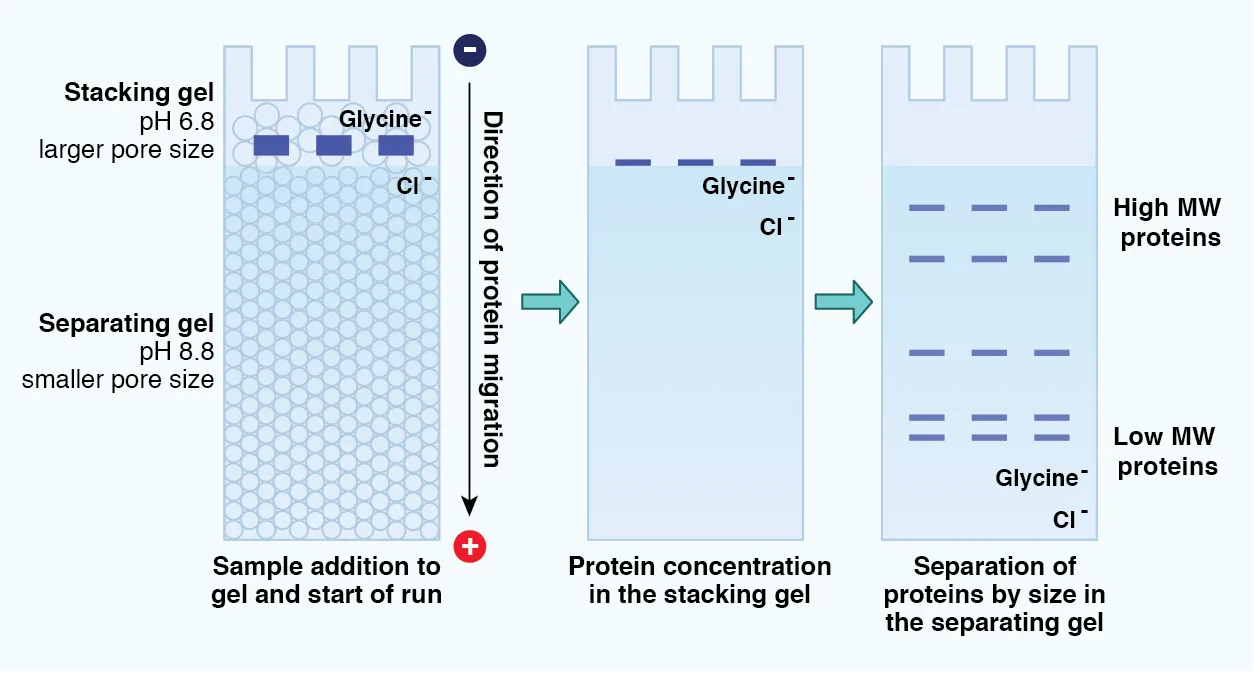 Stacking gel
pH 6.8
larger pore size
Separating gel
pH 8.8
smaller pore size
Glycine-
Cl-
-
Direction of protein migration
+
Sample addition to
gel and start of run
Glycine-
Cl-
Protein concentration
in the stacking gel
High MW
proteins
Low MW
proteins
Glycine-
Cl-
Separation of
proteins by size in
the separating gel